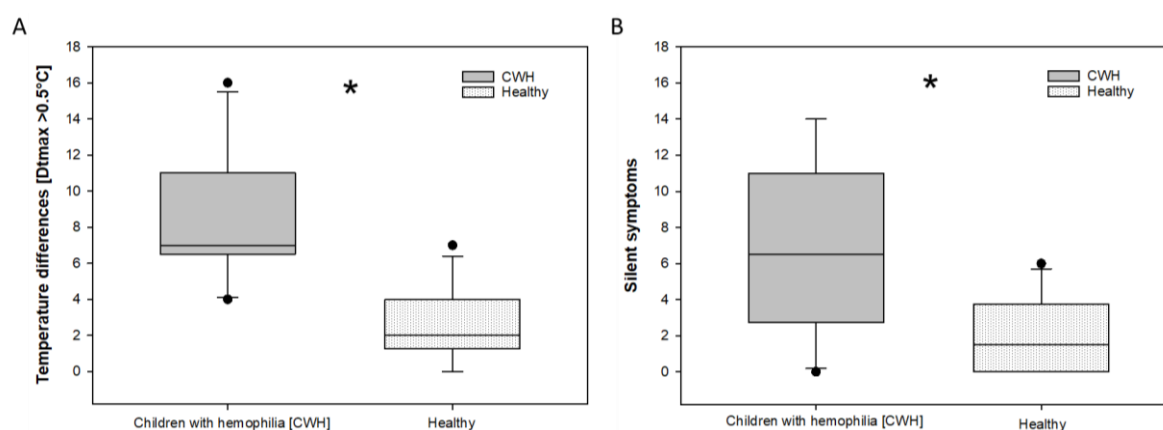 A
Temperature differences [Dtmax >0.5°C]
18
16
14
12
10
8
6
4
2
0
*
CWH
Healthy
Children with hemophilia [CWH]
Healthy
B
Silent symptoms
18
16
14
12
10
8
6
4
2
0
*
CWH
Healthy
Children with hemophilia [CWH]
Healthy